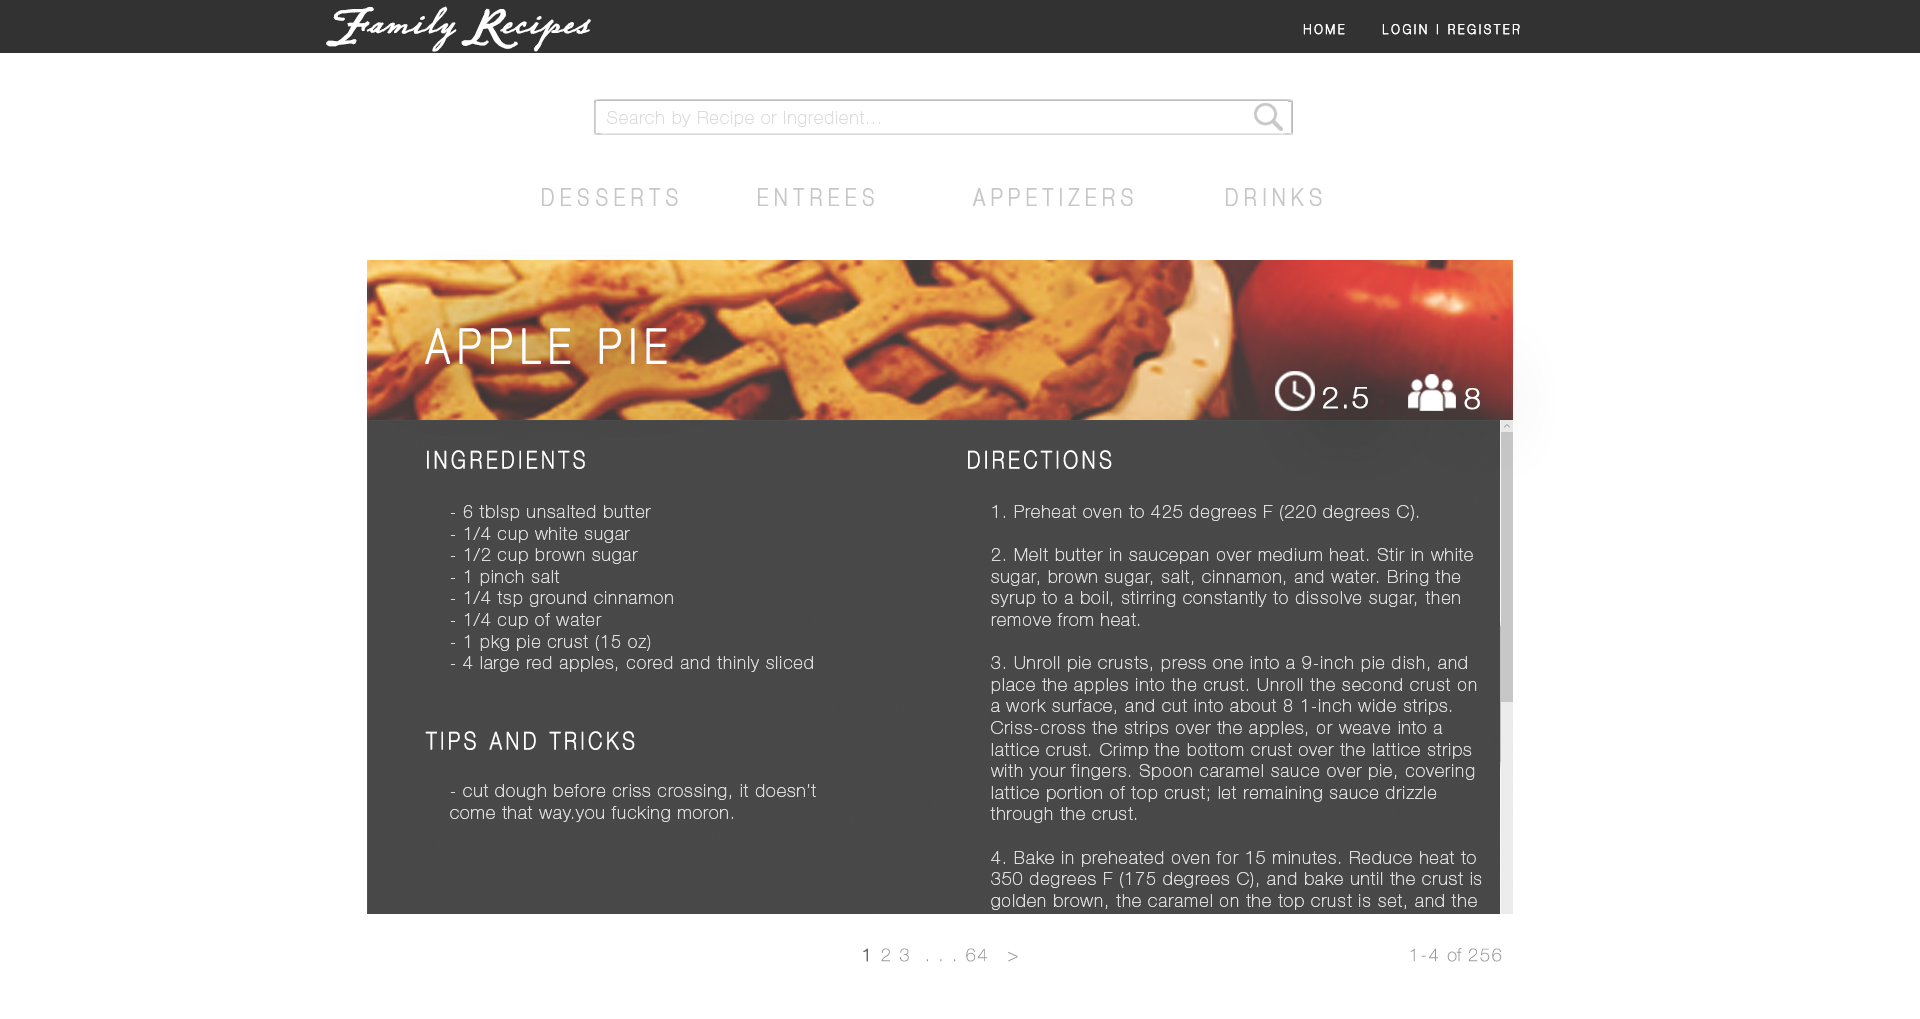 Family Recipes
HOME
LOGIN | REGISTER
Search by Recipe or ingredient...
DESSERTS
ENTREES
APPETIZERS
DRINKS
APPLE PIE
2.5
8
INGREDIENTS
- 6 tblsp unsalted butter
- 1/4 cup white sugar
- 1/2 cup brown sugar
- 1 pinch salt
- 1/4 tsp ground cinnamon
- 1/4 cup of water
- 1 pkg pie crust (15 oz)
- 4 large red apples, cored and thinly sliced
TIPS AND TRICKS
- cut dough before criss crossing, it doesn't
come that way.you fucking moron.
DIRECTIONS
1. Preheat oven to 425 degrees F (220 degrees C).
2. Melt butter in saucepan over medium heat. Stir in white
sugar, brown sugar, salt, cinnamon, and water. Bring the
syrup to a boil, stirring constantly to dissolve sugar, then
remove from heat.
3. Unroll pie crusts, press one into a 9-inch pie dish, and
place the apples into the crust. Unroll the second crust on
a work surface, and cut into about 8 1-inch wide strips.
Criss-cross the strips over the apples, or weave into a
lattice crust. Crimp the bottom crust over the lattice strips
with your fingers. Spoon caramel sauce over pie, covering
lattice portion of top crust; let remaining sauce drizzle
through the crust.
4. Bake in preheated oven for 15 minutes. Reduce heat to
350 degrees F (175 degrees C), and bake until the crust is
golden brown, the caramel on the top crust is set, and the
1 2 3 . . . 64 >
1-4 of 256